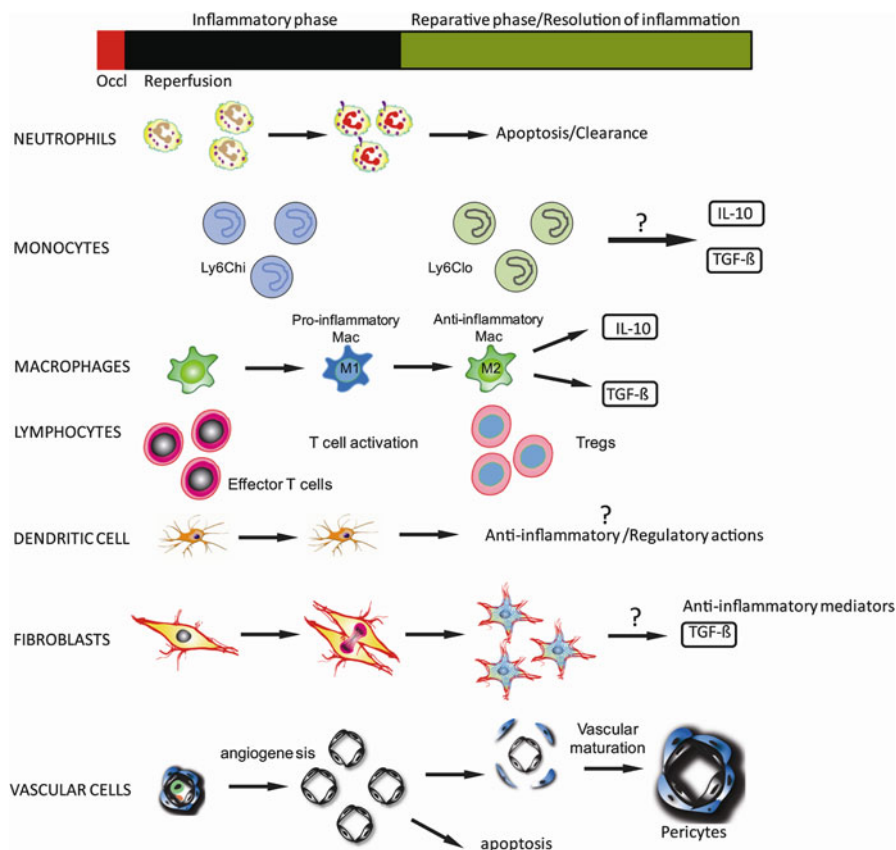 Inflammatory phase
Reparative phase/Resolution of inflammation
Occl
Reperfusion
NEUTROPHILS
Apoptosis/Clearance
MONOCYTES
Ly6Chi
Ly6Clo
?
IL-10
TGF-ß
Pro-inflammatory
Mac
Anti-inflammatory
Mac
MACROPHAGES
M1
M2
IL-10
TGF-ß
LYMPHOCYTES
T cell activation
Tregs
Effector T cells
?
DENDRITIC CELL
Anti-inflammatory/Regulatory actions
FIBROBLASTS
?
Anti-inflammatory mediators
TGF-ß
VASCULAR CELLS
angiogenesis
Vascular
maturation
apoptosis
Pericytes